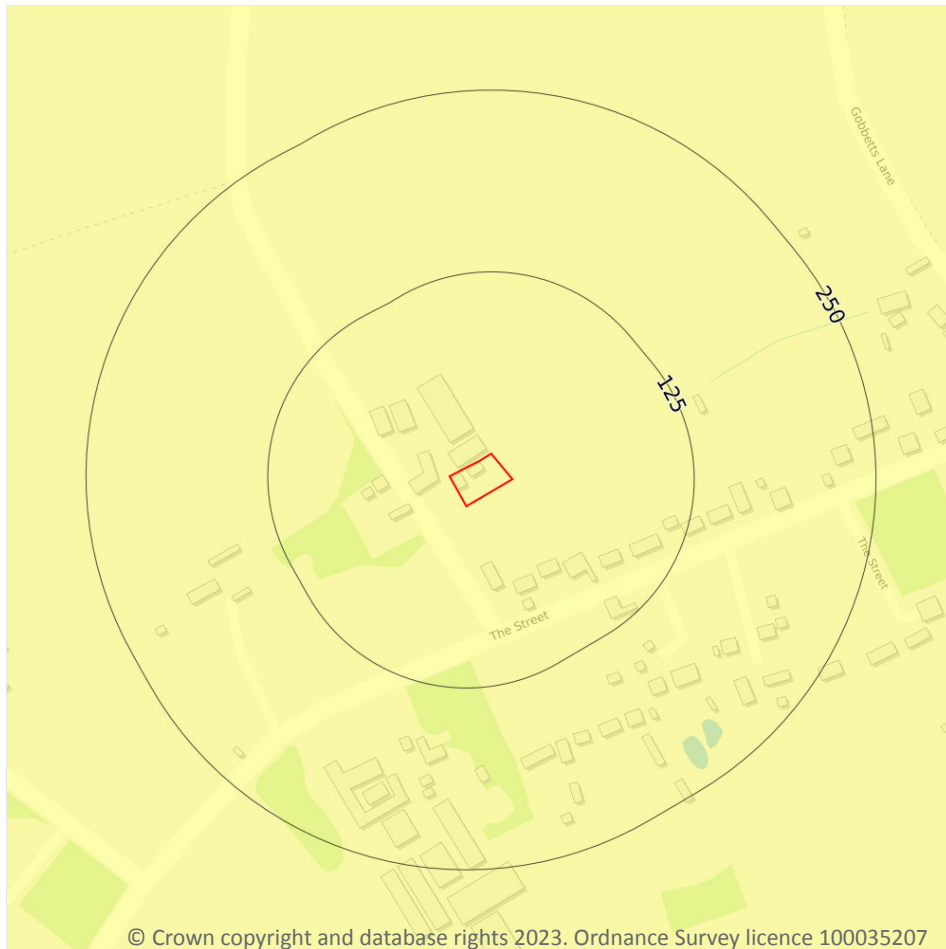 Gobbetts Lane
250
125
The Street
The Street
© Crown copyright and database rights 2023. Ordnance Survey licence 100035207